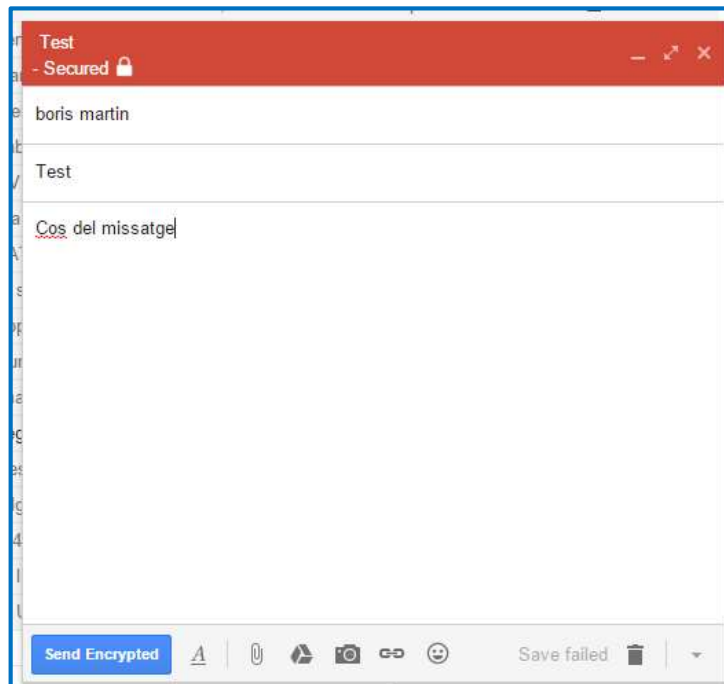 Test
- Secured
boris martin
Test
Cos del missatge
Send Encrypted
A
Save failed